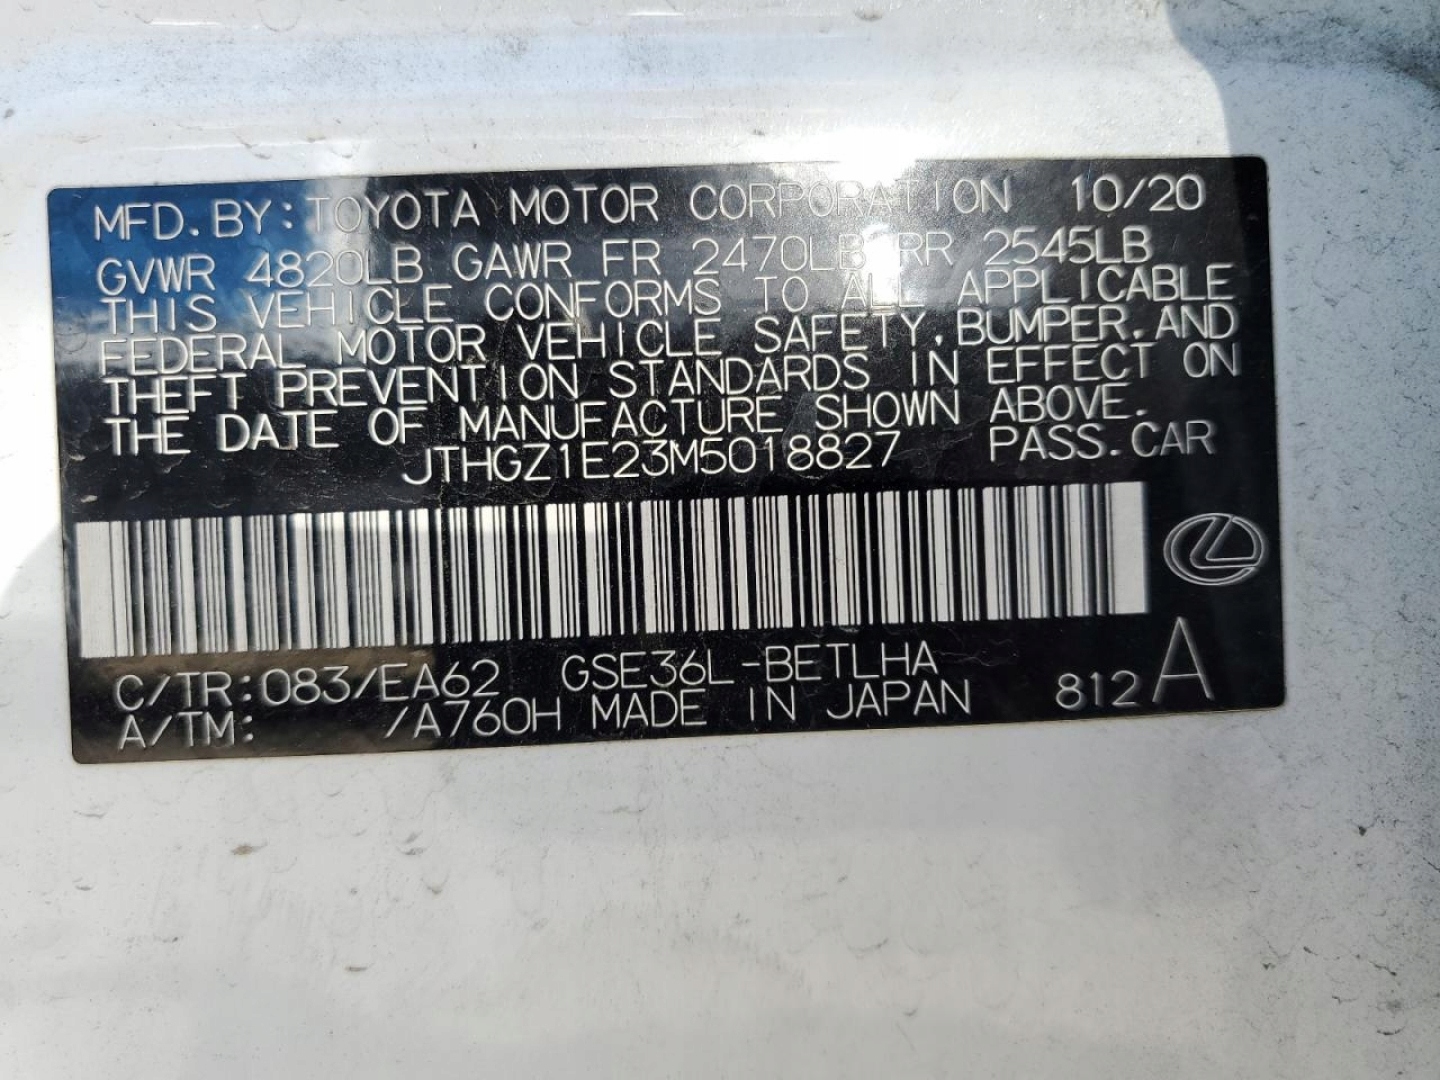 MFD. BY: TOYOTA MOTOR CORPORATION 10/20
GVWR 4820LB GAWR FR 2470LB RR 2545LB
THIS VEHICLE CONFORMS TO ALL APPLICABLE
FEDERAL MOTOR VEHICLE SAFETY, BUMPER, AND
THEFT PREVENTION STANDARDS IN EFFECT ON
THE DATE OF MANUFACTURE SHOWN ABOVE.
JTHGZ1E23M5018827 PASS. CAR
C/TR: 083/EA62 GSE36L-BETLHA
A/TM: /A760H MADE IN JAPAN 812 A